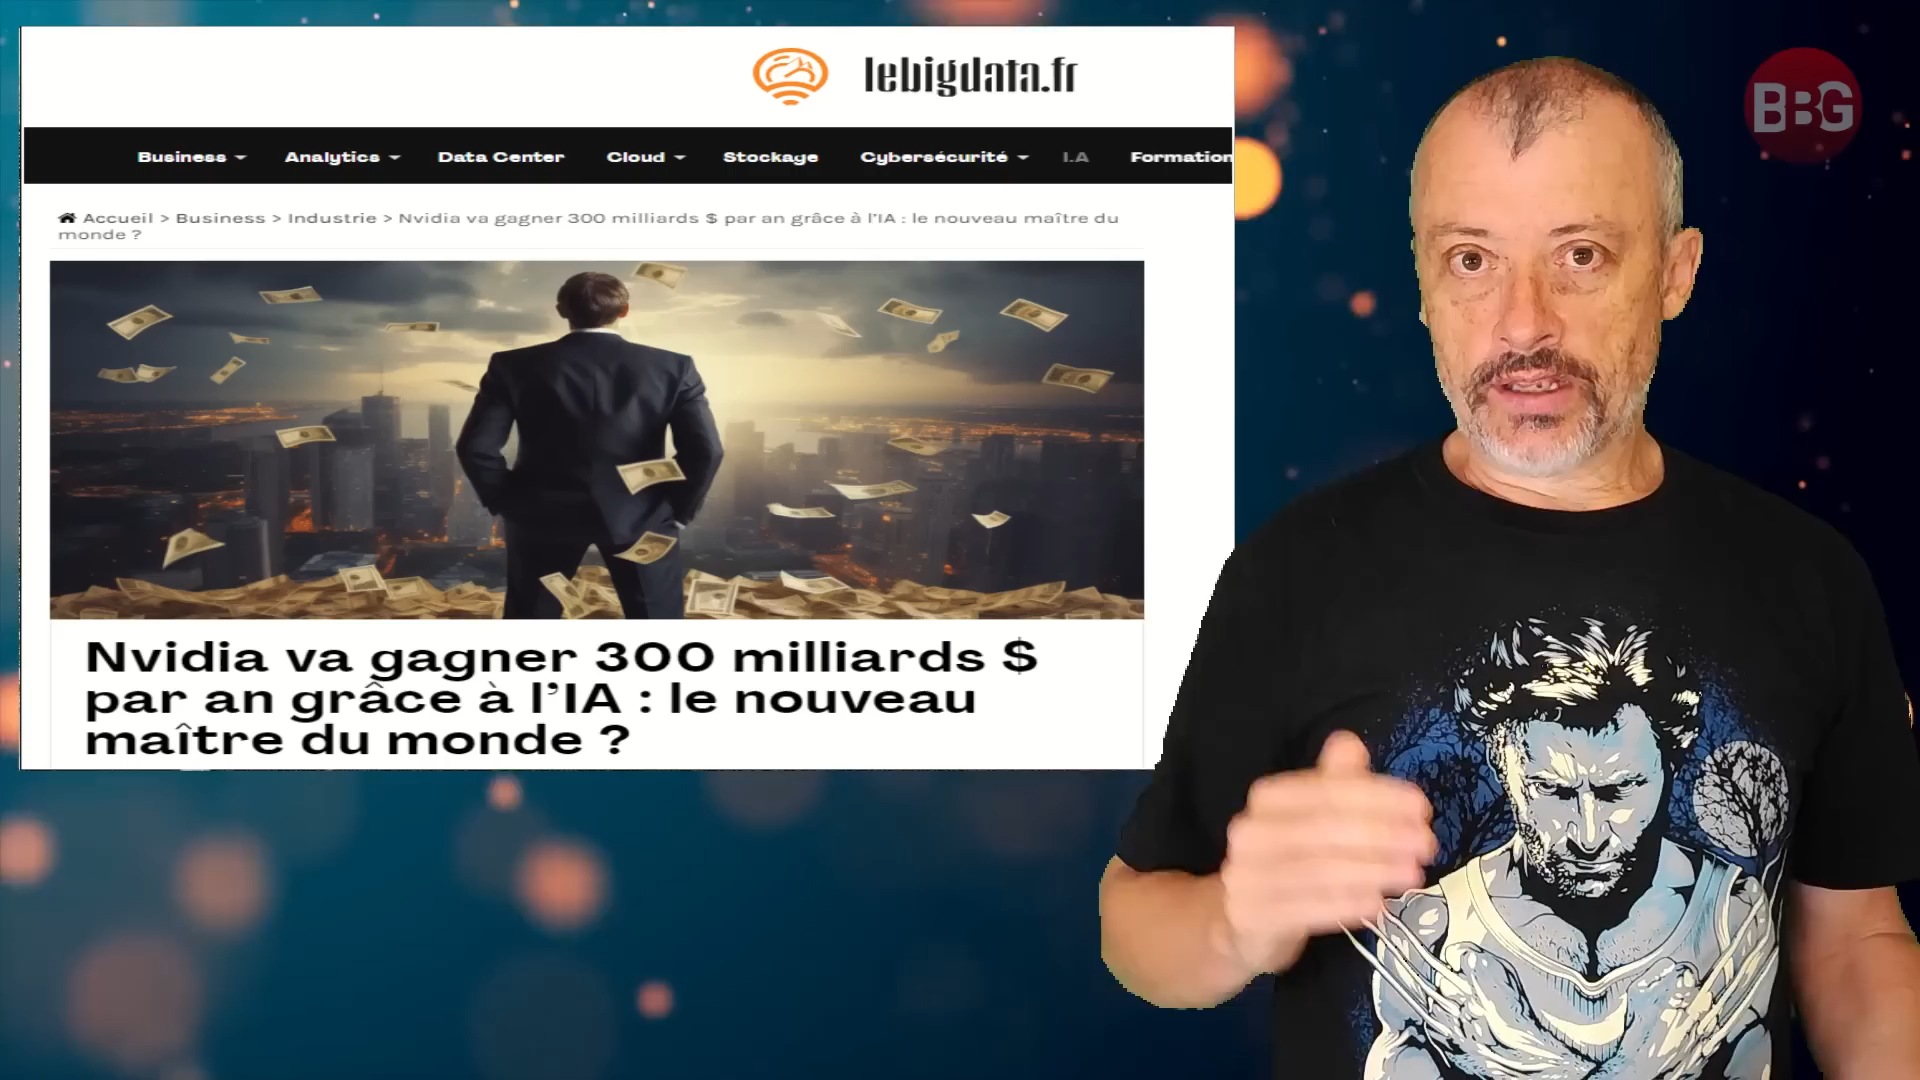 lebigdata.fr
BBG
Business Analytics Data Center Cloud Stockage Cybersécurité I.A Formation
Accueil > Business > Industrie > Nvidia va gagner 300 milliards $ par an grâce à l'IA : le nouveau maître du
monde ?
Nvidia va gagner 300 milliards $
par an grâce à l'IA : le nouveau
maître du monde ?